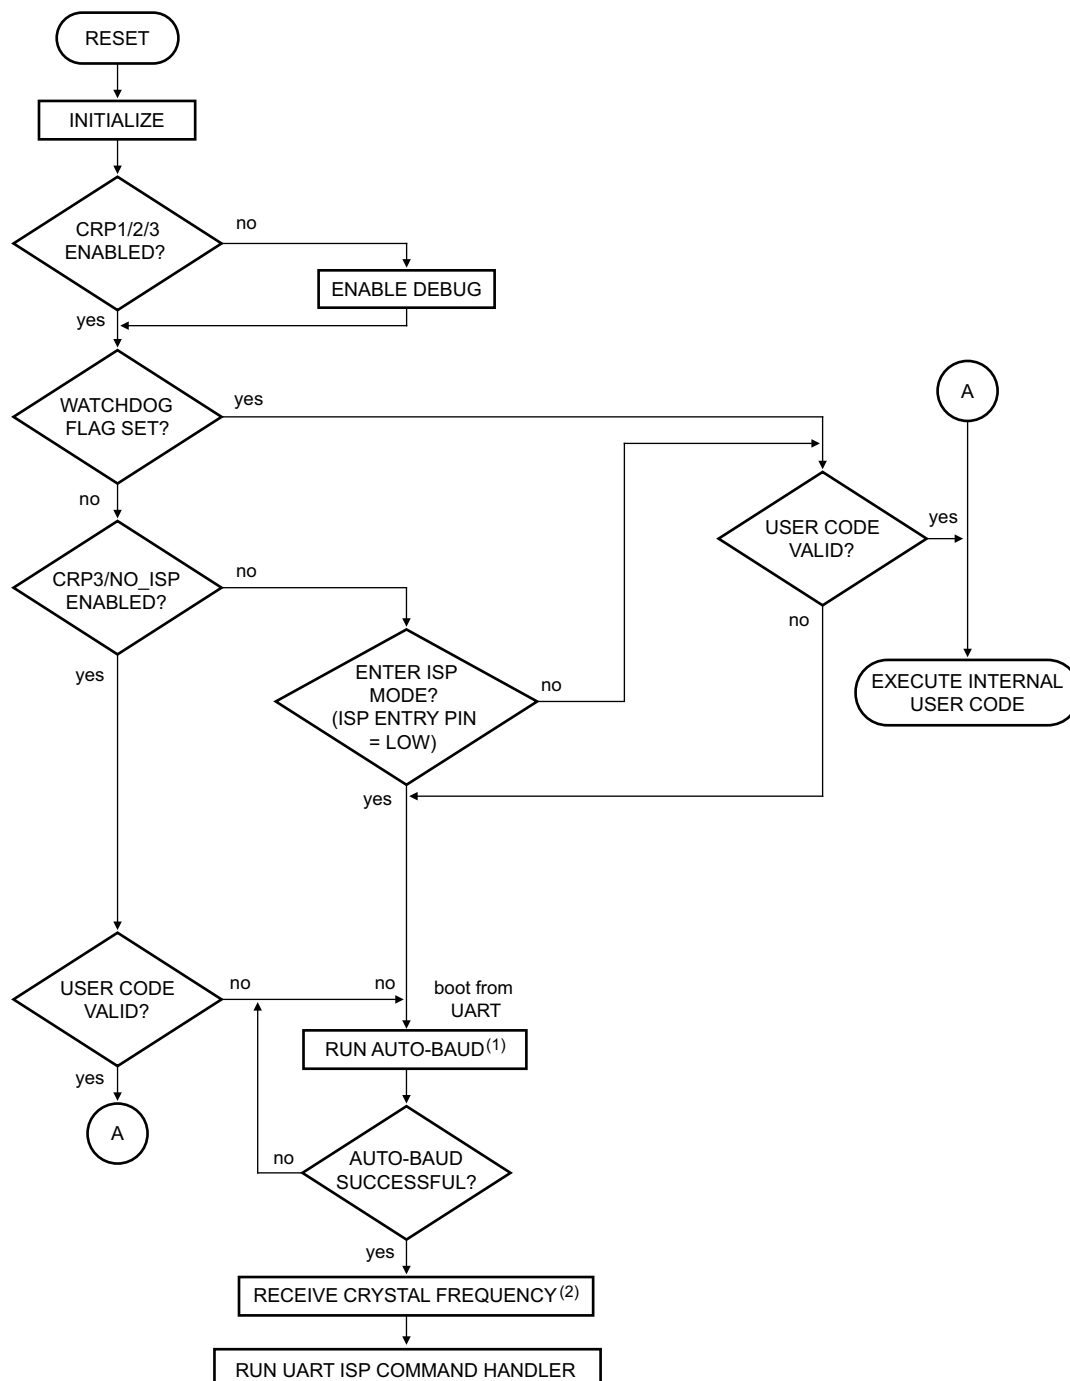 RESET
INITIALIZE
CRP1/2/3
ENABLED?
no
ENABLE DEBUG
yes
WATCHDOG
FLAG SET?
yes
A
no
USER CODE
VALID?
yes
no
CRP3/NO_ISP
ENABLED?
no
yes
ENTER ISP
MODE?
(ISP ENTRY PIN
= LOW)
no
yes
EXECUTE INTERNAL
USER CODE
USER CODE
VALID?
no
no
boot from
UART
yes
A
RUN AUTO-BAUD(1)
AUTO-BAUD
SUCCESSFUL?
no
yes
RECEIVE CRYSTAL FREQUENCY(2)
RUN UART ISP COMMAND HANDLER